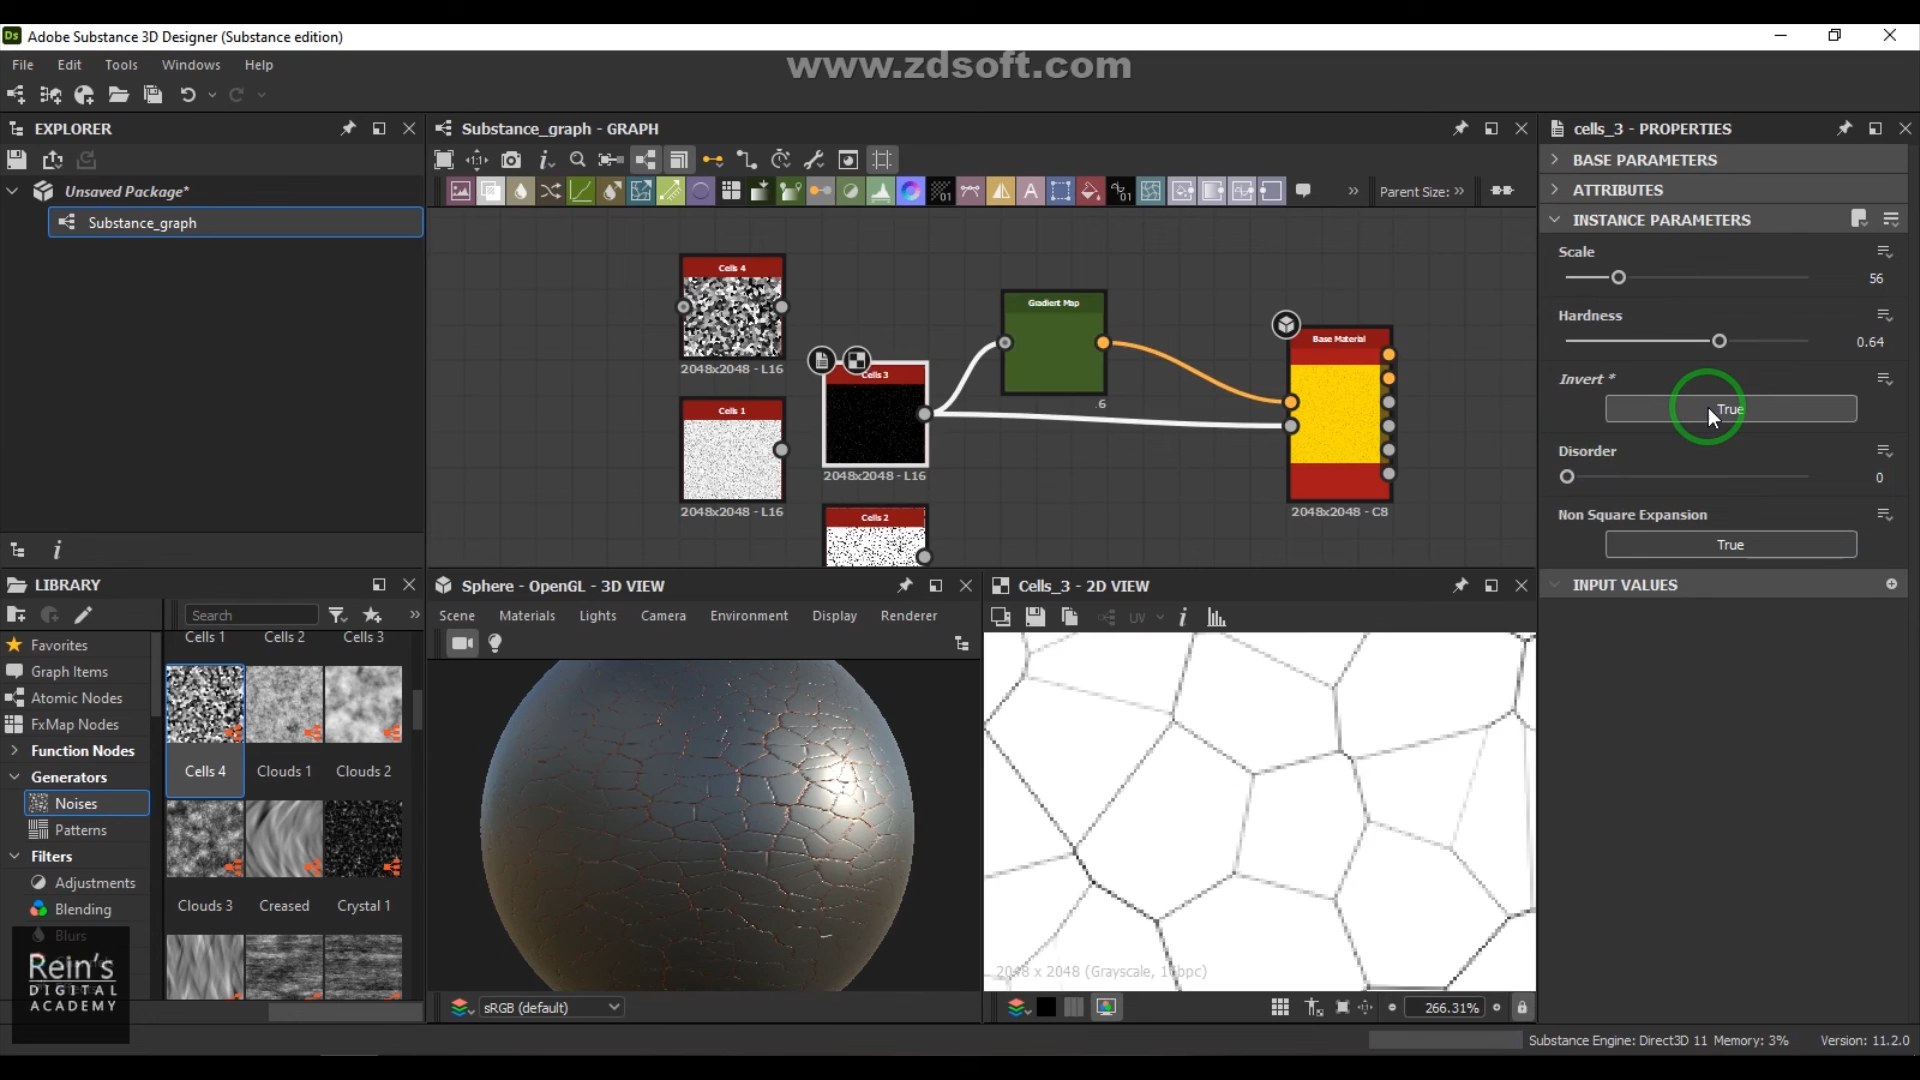 Ds Adobe Substance 3D Designer (Substance edition)
File Edit Tools Windows Help
www.zdsoft.com
EXPLORER
Unsaved Package*
Substance_graph
Substance_graph - GRAPH
Parent Size:
Cells 4
2048x2048 - L16
Cells 1
2048x2048 - L16
Cells 3
2048x2048 - L16
Cells 2
Gradient Map
.6
Base Material
2048x2048 - C8
cells_3 - PROPERTIES
BASE PARAMETERS
ATTRIBUTES
INSTANCE PARAMETERS
Scale
56
Hardness
0.64
Invert *
True
Disorder
0
Non Square Expansion
True
INPUT VALUES
LIBRARY
Search
Favorites
Graph Items
Atomic Nodes
FxMap Nodes
Function Nodes
Generators
Noises
Patterns
Filters
Adjustments
Blending
Blurs
Cells 1 Cells 2 Cells 3
Cells 4 Clouds 1 Clouds 2
Clouds 3 Creased Crystal 1
Rein's
DIGITAL
ACADEMY
Sphere - OpenGL - 3D VIEW
Scene Materials Lights Camera Environment Display Renderer
sRGB (default)
Cells_3 - 2D VIEW
UV
2048 x 2048 (Grayscale, 16bpc)
266.31%
Substance Engine: Direct3D 11 Memory: 3% Version: 11.2.0